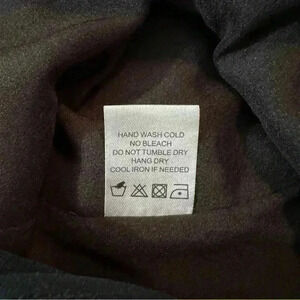 HAND WASH COLD
NO BLEACH
DO NOT TUMBLE DRY
HANG DRY
COOL IRON IF NEEDED